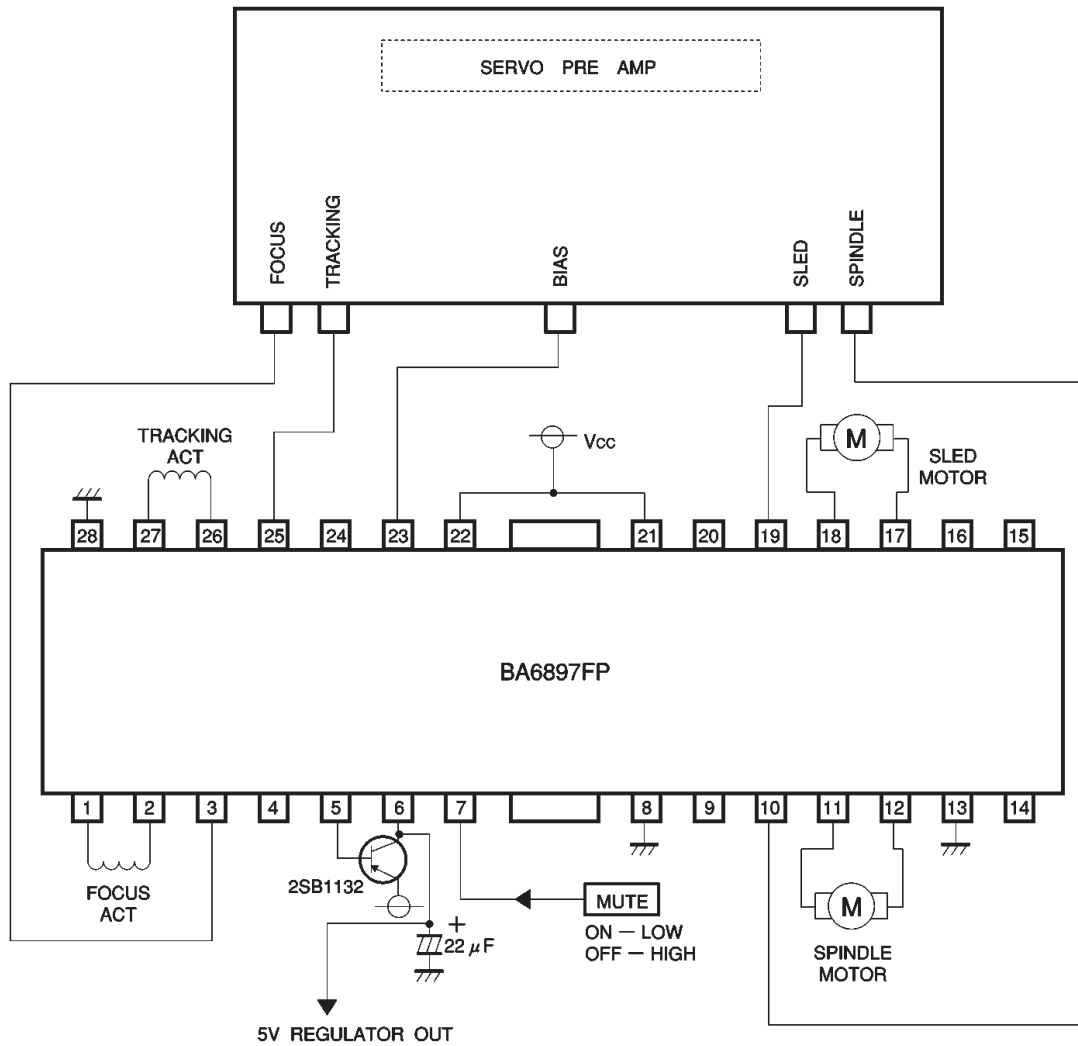 SERVO PRE AMP
FOCUS
TRACKING
BIAS
SLED
SPINDLE
TRACKING
ACT
Vcc
M
SLED
MOTOR
28 27 26 25 24 23 22 21 20 19 18 17 16 15
BA6897FP
1 2 3 4 5 6 7 8 9 10 11 12 13 14
FOCUS
ACT
2SB1132
+
22 μF
MUTE
ON — LOW
OFF — HIGH
M
SPINDLE
MOTOR
5V REGULATOR OUT